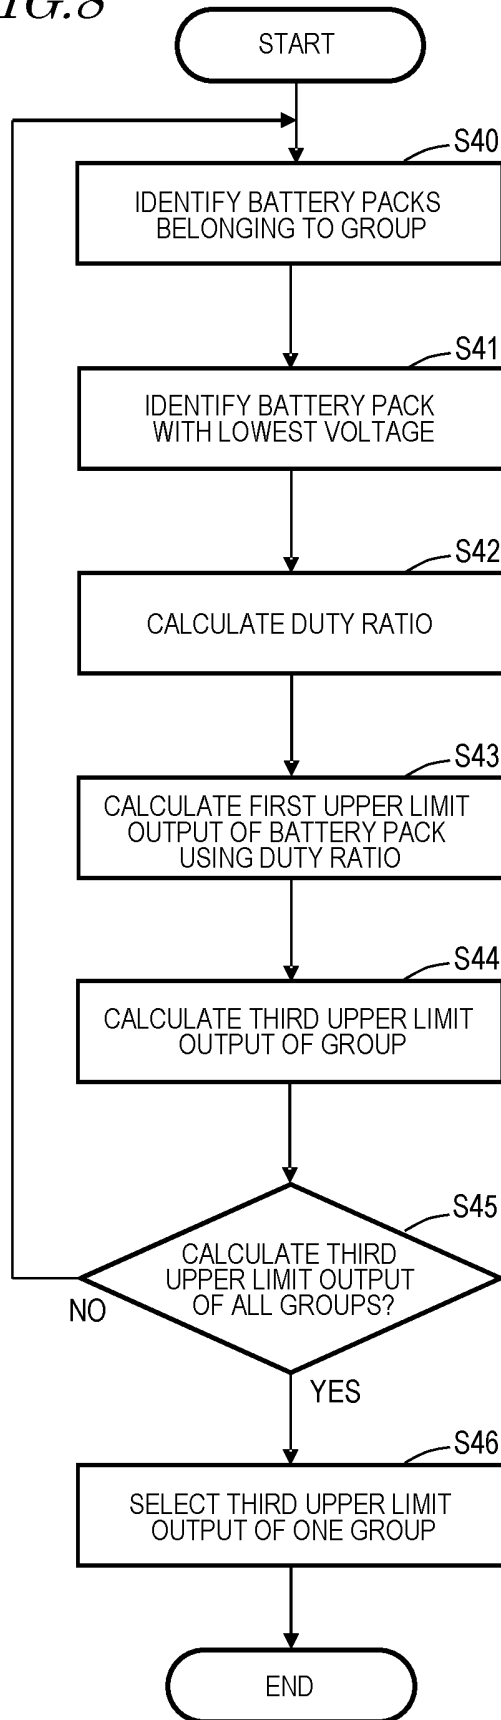 FIG.8
START
S40
IDENTIFY BATTERY PACKS
BELONGING TO GROUP
S41
IDENTIFY BATTERY PACK
WITH LOWEST VOLTAGE
S42
CALCULATE DUTY RATIO
S43
CALCULATE FIRST UPPER LIMIT
OUTPUT OF BATTERY PACK
USING DUTY RATIO
S44
CALCULATE THIRD UPPER LIMIT
OUTPUT OF GROUP
S45
CALCULATE THIRD
UPPER LIMIT OUTPUT
OF ALL GROUPS?
NO
YES
S46
SELECT THIRD UPPER LIMIT
OUTPUT OF ONE GROUP
END